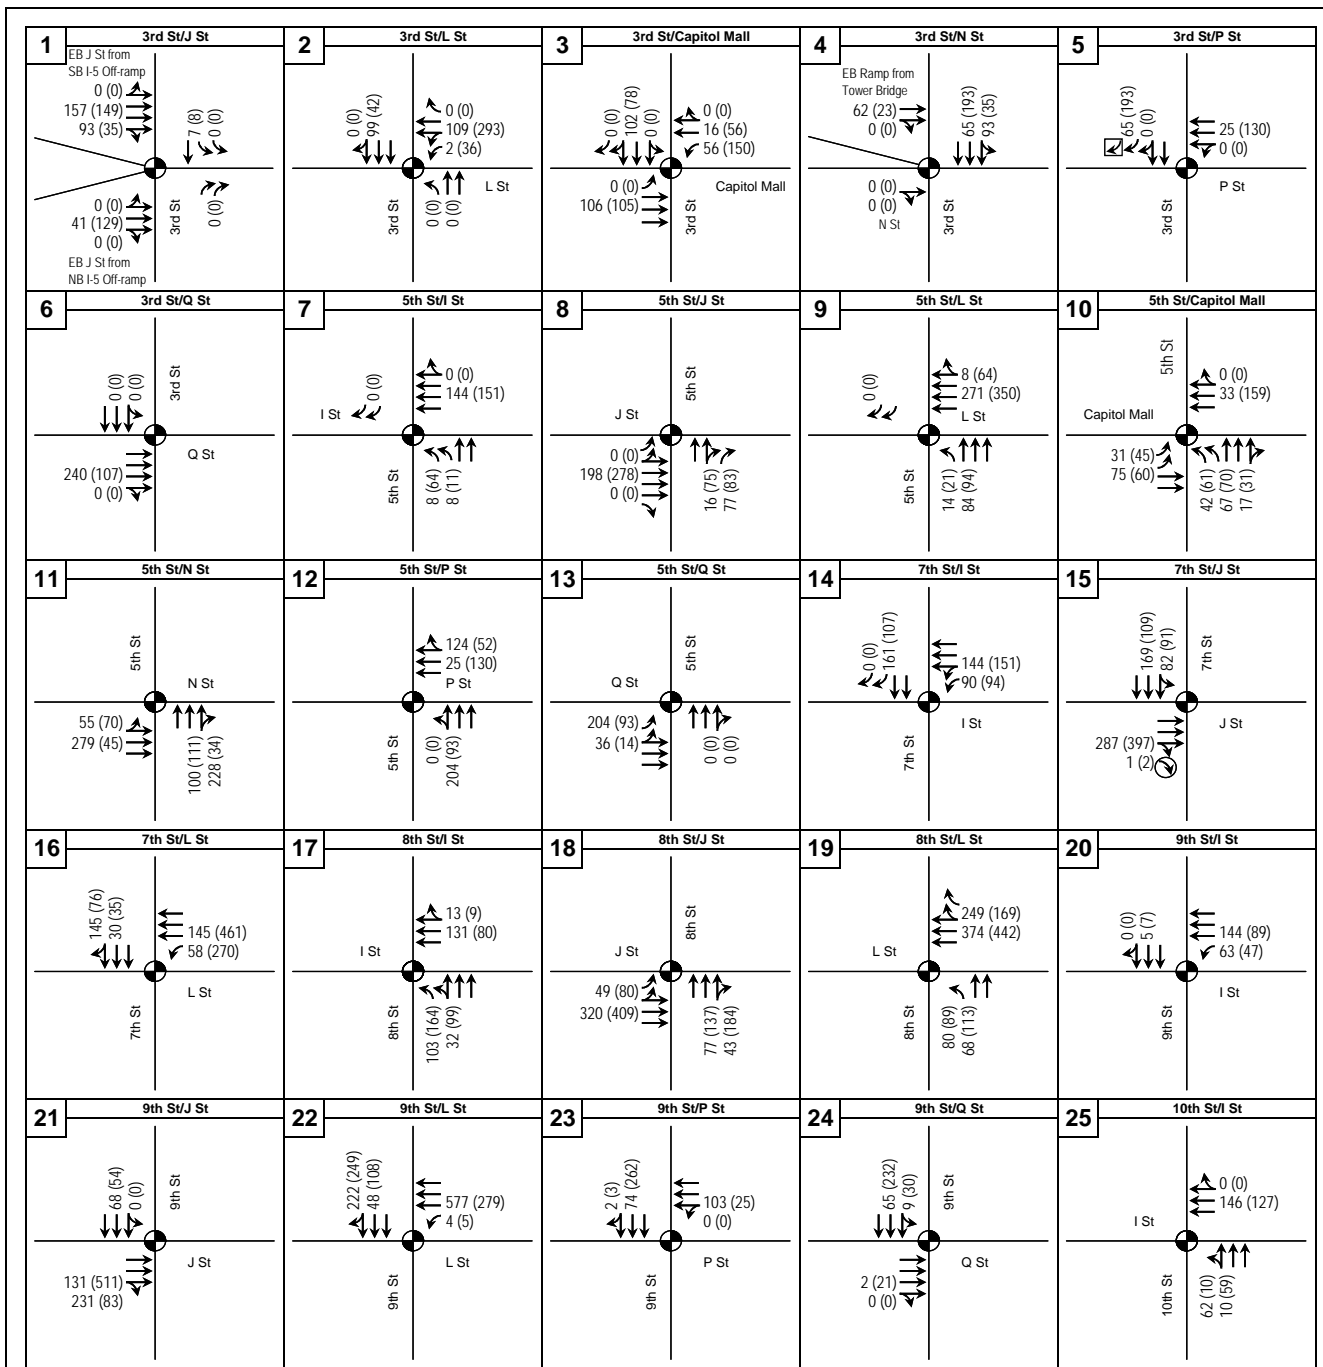 1
3rd St/J St
EB J St from
SB I-5 Off-ramp
0 (0)
157 (149)
93 (35)
7 (8)
0 (0)
0 (0)
41 (129)
0 (0)
0 (0)
3rd St
EB J St from
NB I-5 Off-ramp
2
3rd St/L St
0 (0)
99 (42)
0 (0)
109 (293)
2 (36)
L St
3rd St
0 (0)
0 (0)
3
3rd St/Capitol Mall
0 (0)
102 (78)
0 (0)
0 (0)
16 (56)
56 (150)
0 (0)
106 (105)
Capitol Mall
3rd St
4
3rd St/N St
EB Ramp from
Tower Bridge
62 (23)
0 (0)
65 (193)
93 (35)
0 (0)
0 (0)
N St
3rd St
5
3rd St/P St
65 (193)
0 (0)
25 (130)
0 (0)
P St
3rd St
6
3rd St/Q St
0 (0)
0 (0)
3rd St
Q St
240 (107)
0 (0)
7
5th St/I St
0 (0)
0 (0)
144 (151)
I St
5th St
8 (64)
8 (11)
8
5th St/J St
5th St
J St
0 (0)
198 (278)
0 (0)
16 (75)
77 (83)
9
5th St/L St
0 (0)
8 (64)
271 (350)
L St
5th St
14 (21)
84 (94)
10
5th St/Capitol Mall
5th St
0 (0)
33 (159)
Capitol Mall
31 (45)
75 (60)
42 (61)
67 (70)
17 (31)
11
5th St/N St
5th St
N St
55 (70)
279 (45)
100 (111)
228 (34)
12
5th St/P St
124 (52)
25 (130)
P St
5th St
0 (0)
204 (93)
13
5th St/Q St
5th St
Q St
204 (93)
36 (14)
0 (0)
0 (0)
14
7th St/I St
0 (0)
161 (107)
144 (151)
90 (94)
I St
7th St
15
7th St/J St
169 (109)
82 (91)
7th St
J St
287 (397)
1 (2)
16
7th St/L St
145 (76)
30 (35)
145 (461)
58 (270)
L St
7th St
17
8th St/I St
13 (9)
131 (80)
I St
8th St
103 (164)
32 (99)
18
8th St/J St
8th St
J St
49 (80)
320 (409)
77 (137)
43 (184)
19
8th St/L St
249 (169)
374 (442)
L St
8th St
80 (89)
68 (113)
20
9th St/I St
0 (0)
5 (7)
144 (89)
63 (47)
I St
9th St
21
9th St/J St
68 (54)
0 (0)
9th St
J St
131 (511)
231 (83)
22
9th St/L St
222 (249)
48 (108)
577 (279)
4 (5)
L St
9th St
23
9th St/P St
2 (3)
74 (262)
103 (25)
0 (0)
P St
9th St
24
9th St/Q St
65 (232)
9 (30)
9th St
Q St
2 (21)
0 (0)
25
10th St/I St
0 (0)
146 (127)
I St
10th St
62 (10)
10 (59)